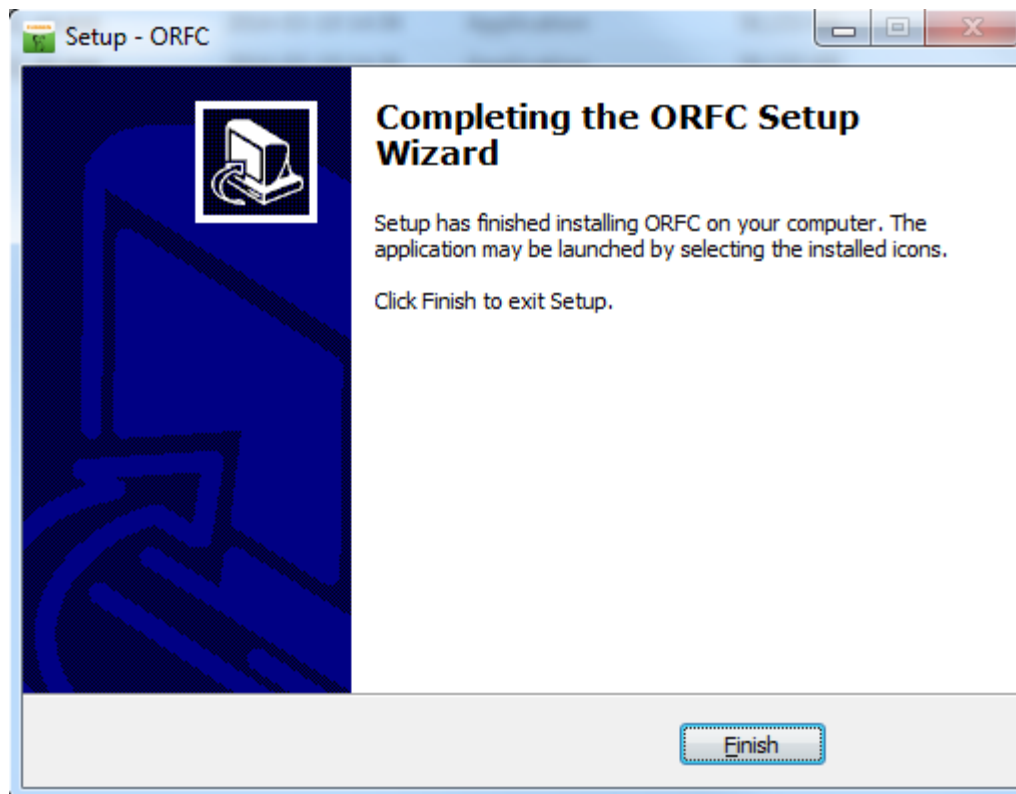 Setup - ORFC
Completing the ORFC Setup
Wizard
Setup has finished installing ORFC on your computer. The
application may be launched by selecting the installed icons.
Click Finish to exit Setup.
Finish